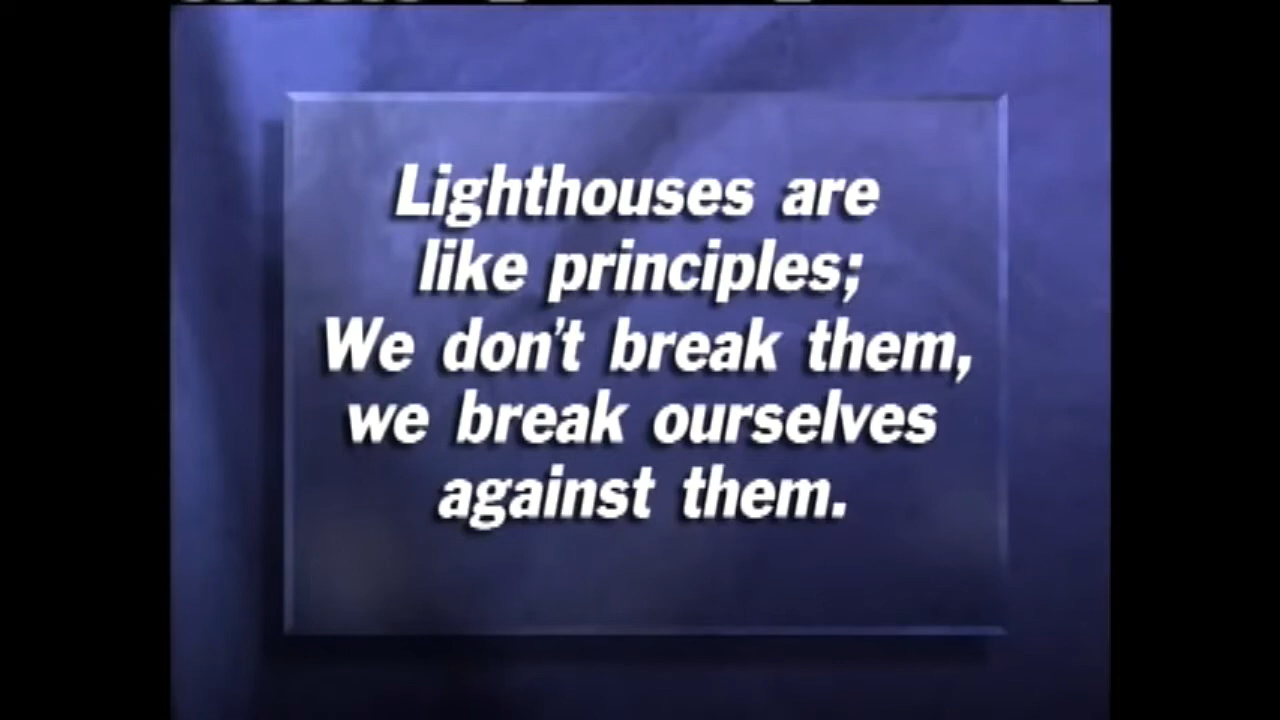 Lighthouses are
like principles;
We don't break them,
we break ourselves
against them.